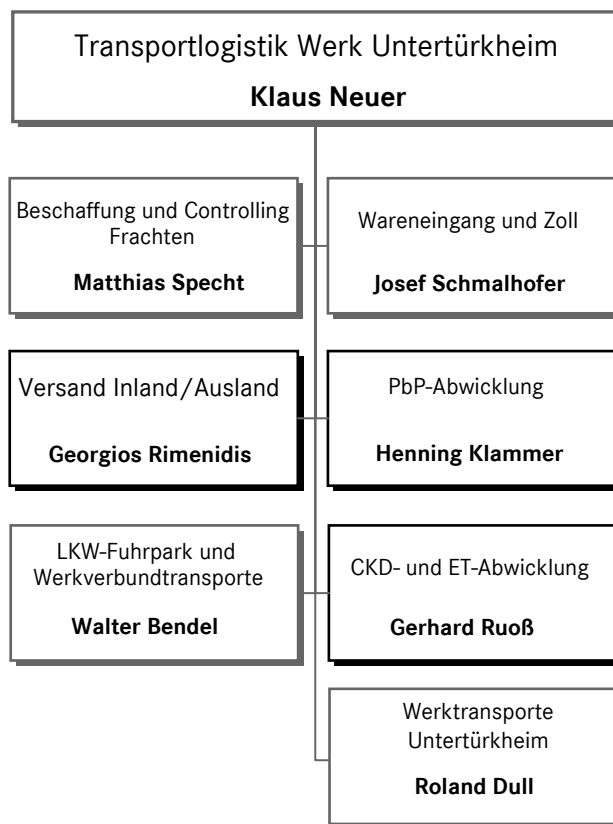 Transportlogistik Werk Untertürkheim
Klaus Neuer
Beschaffung und Controlling
Frachten
Matthias Specht
Wareneingang und Zoll
Josef Schmalhofer
Versand Inland/Ausland
Georgios Rimenidis
PbP-Abwicklung
Henning Klammer
LKW-Fuhrpark und
Werkverbundtransporte
Walter Bendel
CKD- und ET-Abwicklung
Gerhard Ruoß
Werktransporte
Untertürkheim
Roland Dull